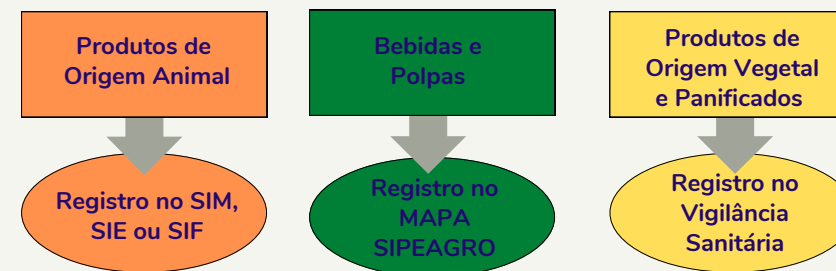 Produtos de
Origem Animal
Bebidas e
Polpas
Produtos de
Origem Vegetal
e Panificados
Registro no SIM,
SIE ou SIF
Registro no
MAPA
SIPEAGRO
Registro no
Vigilância
Sanitária